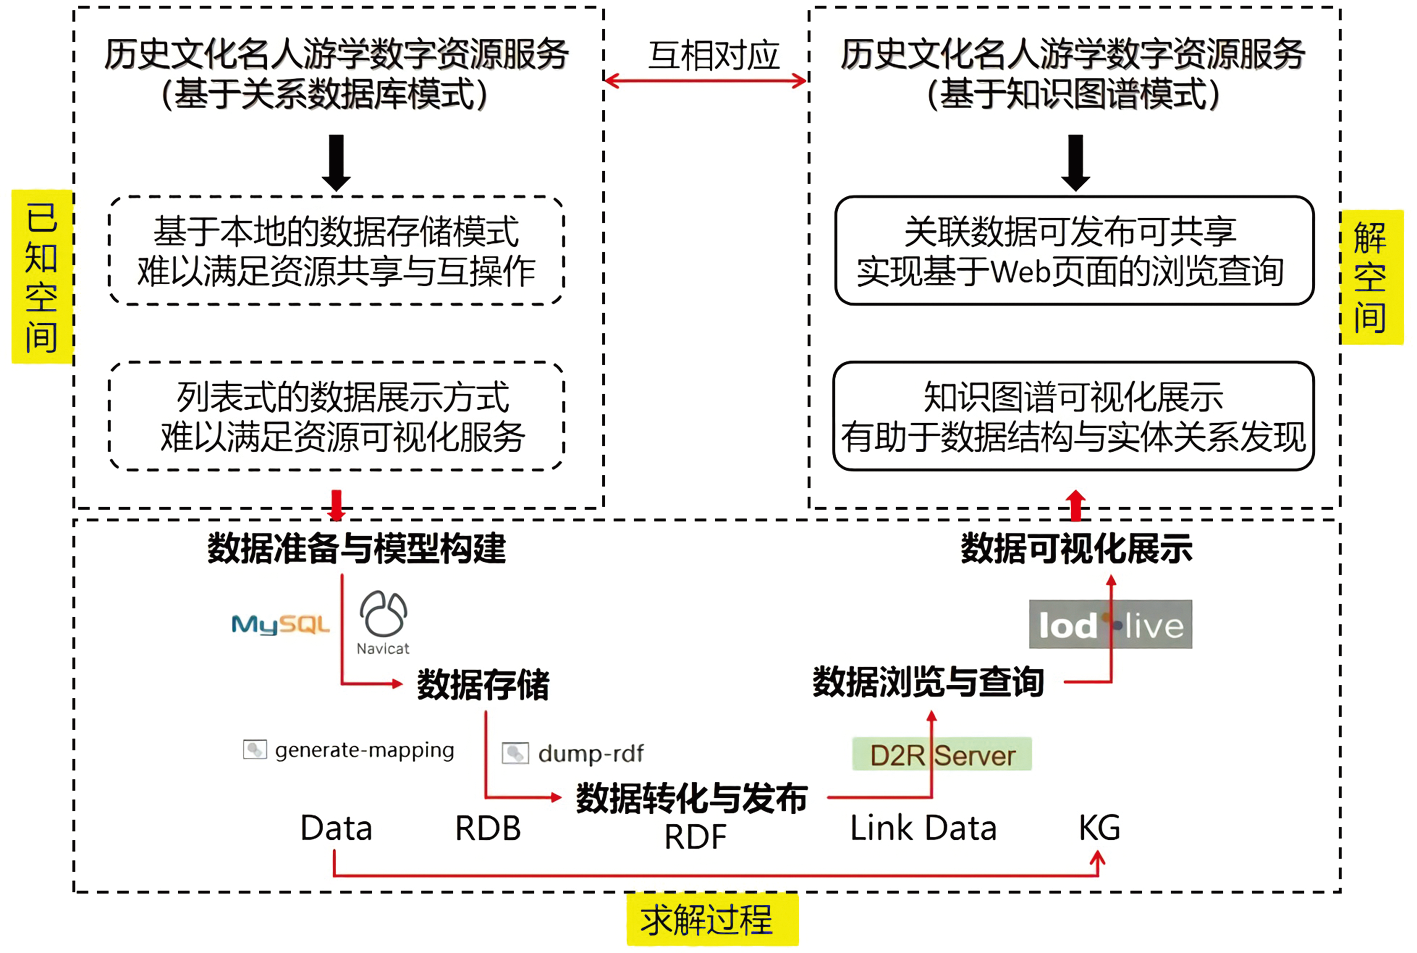 历史文化名人游学数字资源服务
（基于关系数据库模式）
互相对应
历史文化名人游学数字资源服务
（基于知识图谱模式）
已知空间
基于本地的数据存储模式
难以满足资源共享与互操作
列表式的数据展示方式
难以满足资源可视化服务
关联数据可发布可共享
实现基于Web页面的浏览查询
知识图谱可视化展示
有助于数据结构与实体关系发现
解空间
数据准备与模型构建
MySQL
Navicat
数据存储
generate-mapping
dump-rdf
数据转化与发布
D2R Server
数据浏览与查询
lod live
数据可视化展示
Data
RDB
RDF
Link Data
KG
求解过程